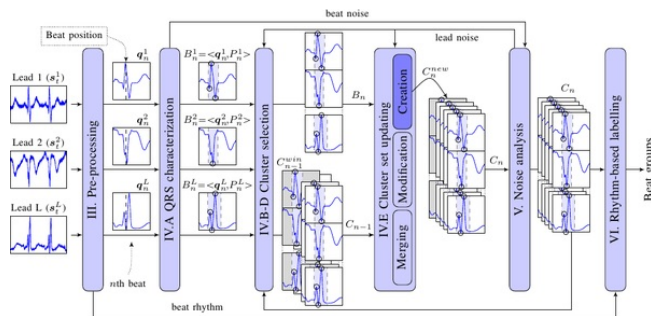 beat noise
lead noise
Beat position
Lead 1 (s_t^1)
Lead 2 (s_t^2)
Lead L (s_t^L)
III. Pre-processing
q_n^1
q_n^2
q_n^L
nth beat
IV.A QRS characterization
B_n^1=<q_n^1,P_n^1>
B_n^2=<q_n^2,P_n^2>
B_n^L=<q_n^L,P_n^L>
IV.B-D Cluster selection
B_n
C_{n-1}^{win}
C_{n-1}
IV.E Cluster set updating
Creation
Modification
Merging
C_n^{new}
C_n
V. Noise analysis
C_n
VI. Rhythm-based labelling
Beat groups
beat rhythm